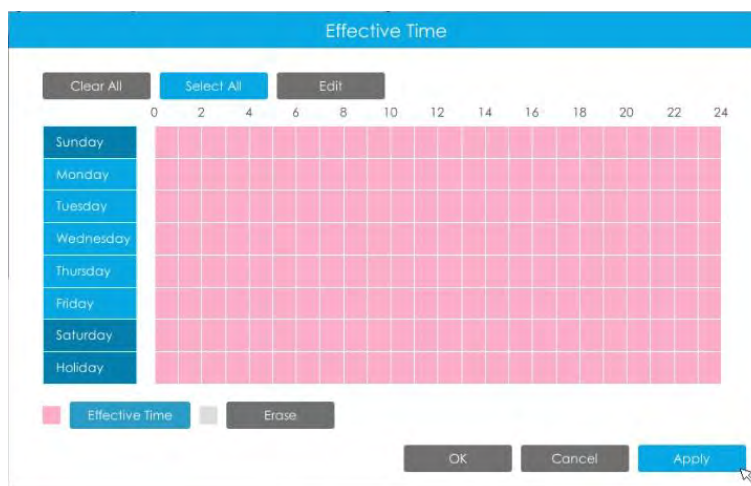 Effective Time
Clear All Select All Edit
0 2 4 6 8 10 12 14 16 18 20 22 24
Sunday
Monday
Tuesday
Wednesday
Thursday
Friday
Saturday
Holiday
Effective Time Erase
OK Cancel Apply